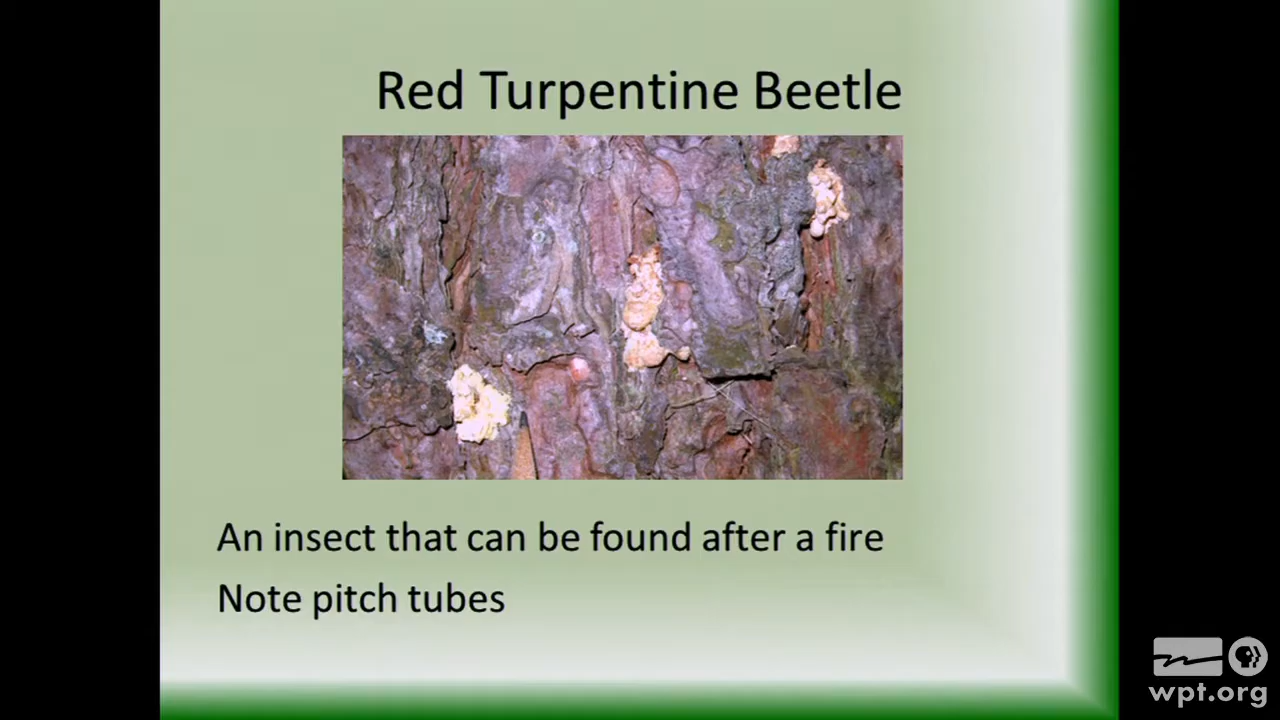 Red Turpentine Beetle
An insect that can be found after a fire
Note pitch tubes
wpt.org